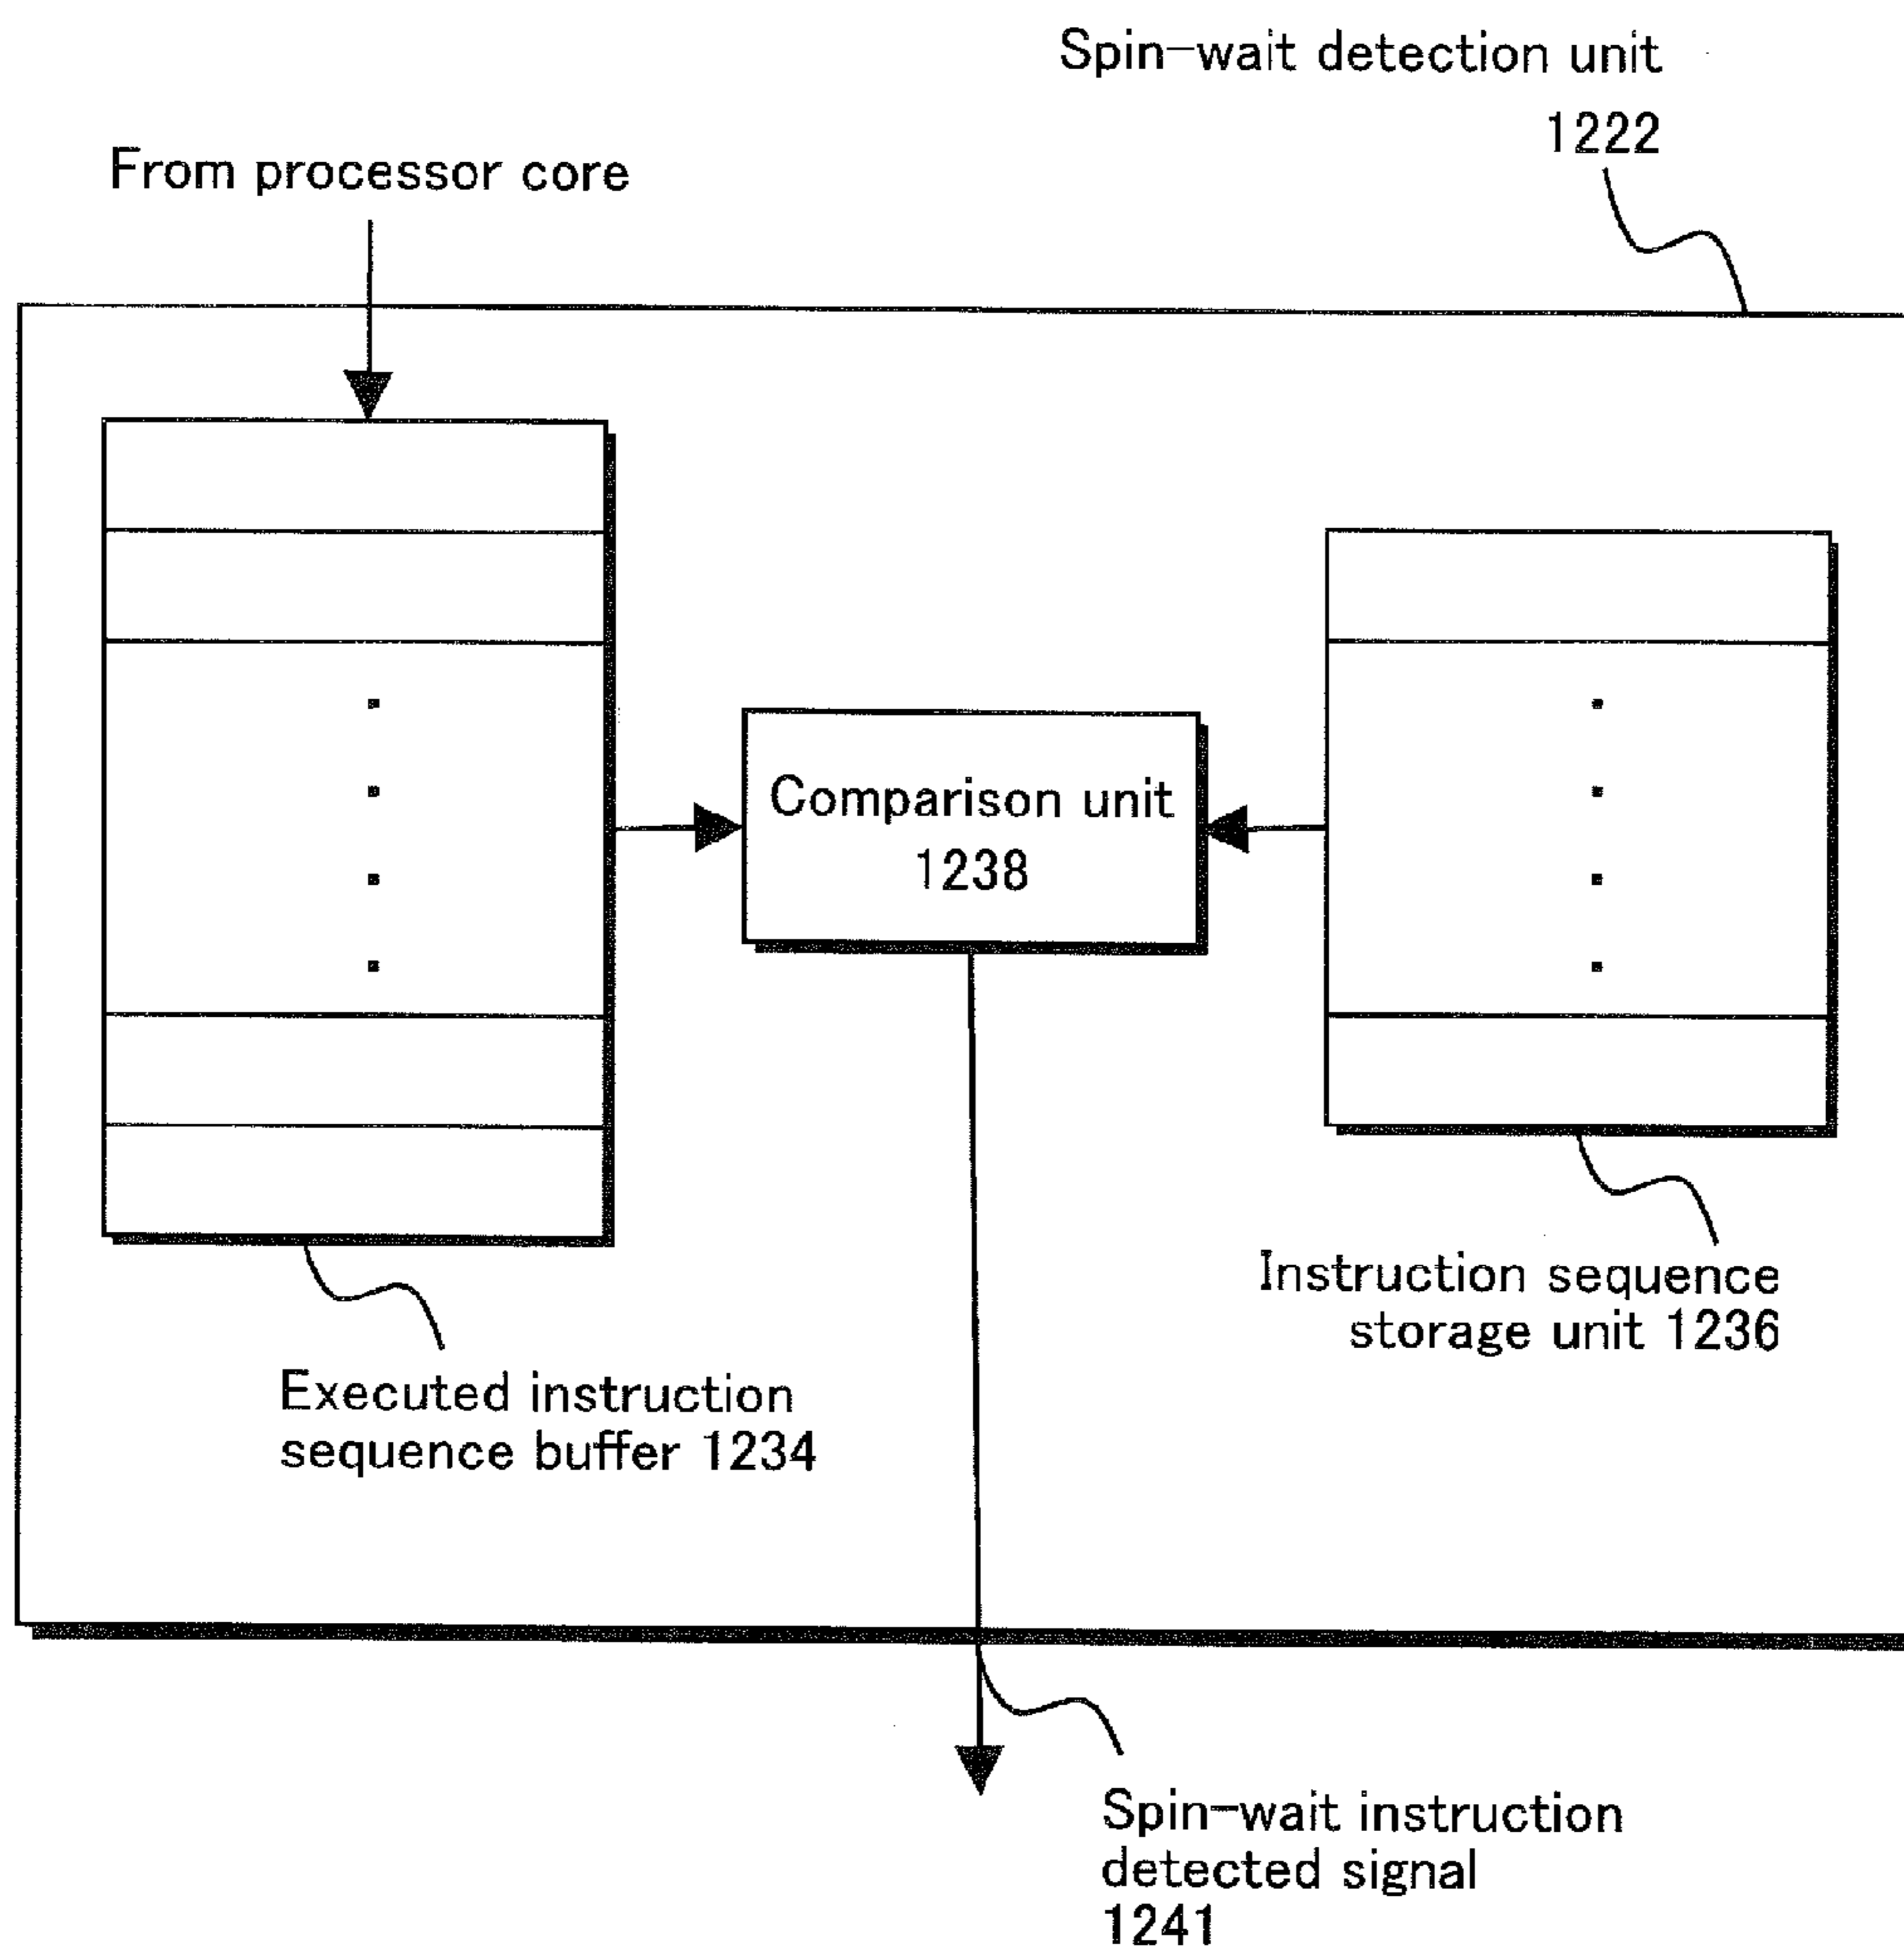 Spin-wait detection unit
1222
From processor core
Comparison unit
1238
Instruction sequence
storage unit 1236
Executed instruction
sequence buffer 1234
Spin-wait instruction
detected signal
1241